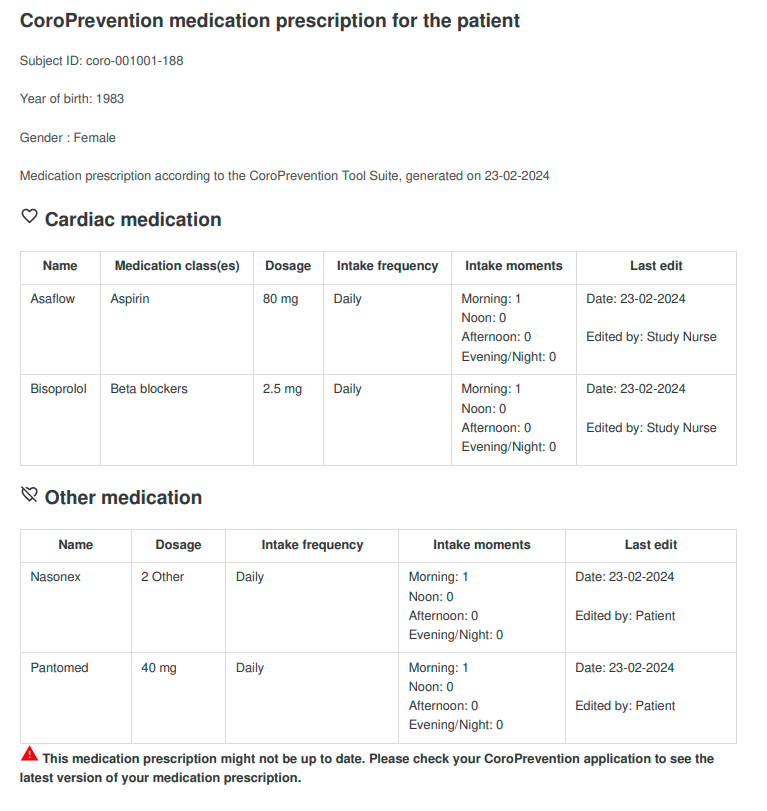 CoroPrevention medication prescription for the patient
Subject ID: coro-001001-188
Year of birth: 1983
Gender : Female
Medication prescription according to the CoroPrevention Tool Suite, generated on 23-02-2024
Cardiac medication
Name Medication class(es) Dosage Intake frequency Intake moments Last edit
Asaflow Aspirin 80 mg Daily Morning: 1 Date: 23-02-2024
Noon: 0
Afternoon: 0 Edited by: Study Nurse
Evening/Night: 0
Bisoprolol Beta blockers 2.5 mg Daily Morning: 1 Date: 23-02-2024
Noon: 0
Afternoon: 0 Edited by: Study Nurse
Evening/Night: 0
Other medication
Name Dosage Intake frequency Intake moments Last edit
Nasonex 2 Other Daily Morning: 1 Date: 23-02-2024
Noon: 0
Afternoon: 0 Edited by: Patient
Evening/Night: 0
Pantomed 40 mg Daily Morning: 1 Date: 23-02-2024
Noon: 0
Afternoon: 0 Edited by: Patient
Evening/Night: 0
This medication prescription might not be up to date. Please check your CoroPrevention application to see the
latest version of your medication prescription.